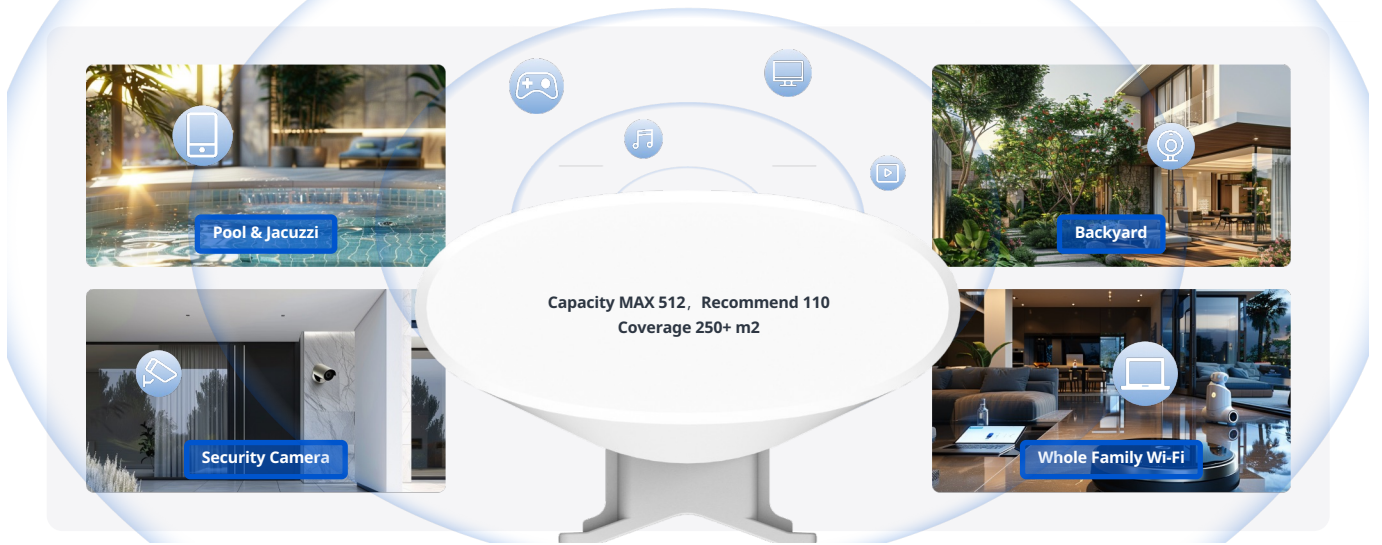 Pool & Jacuzzi
Backyard
Capacity MAX 512，Recommend 110
Coverage 250+ m2
Security Camera
Whole Family Wi-Fi